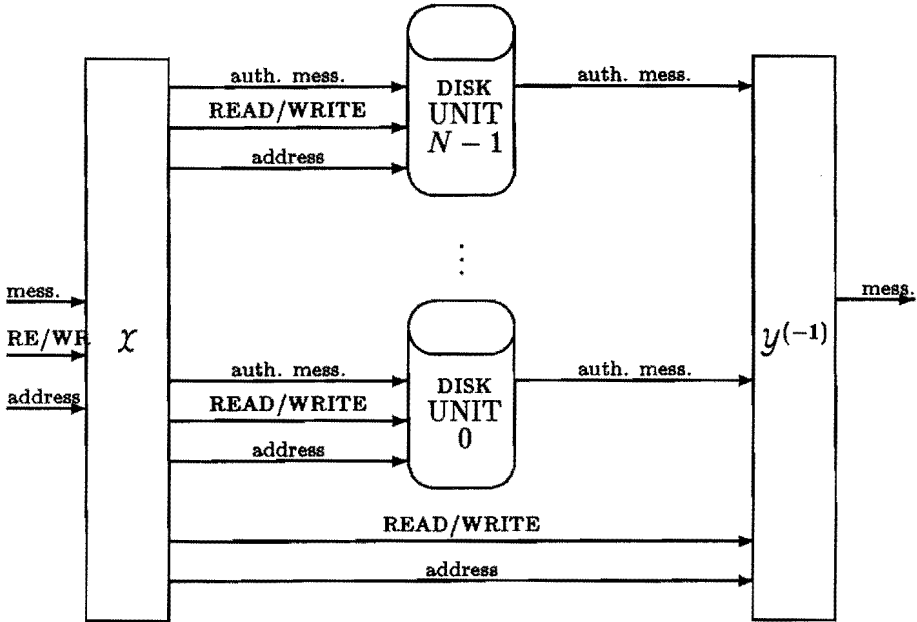 auth. mess.
READ/WRITE
address
DISK
UNIT
N − 1
auth. mess.
⋮
mess.
RE/WR
address
𝒳
auth. mess.
READ/WRITE
address
DISK
UNIT
0
auth. mess.
READ/WRITE
address
𝒴(−1)
mess.